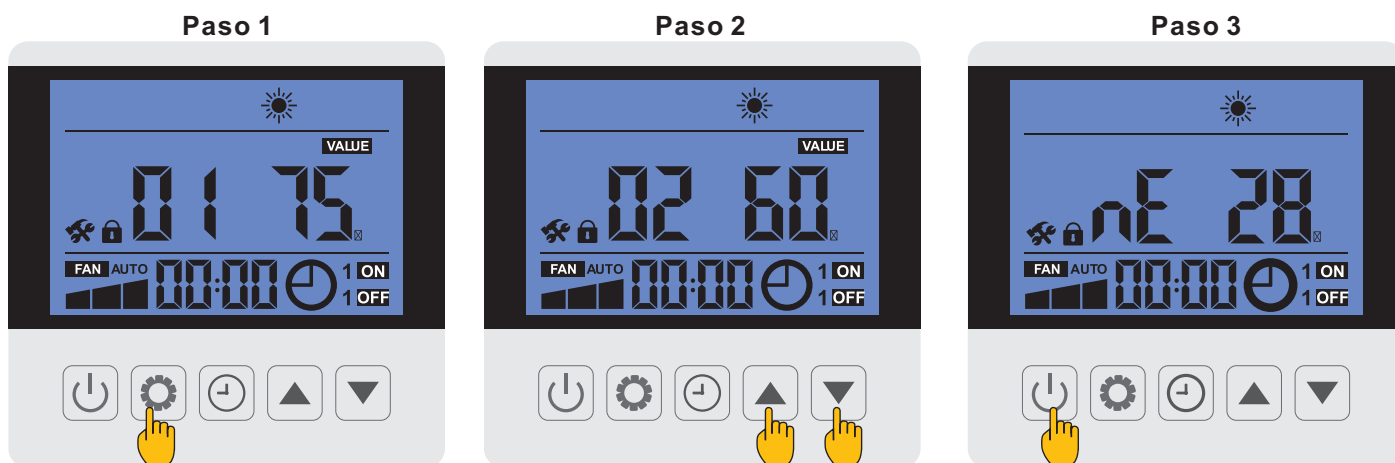 Paso 1
Paso 2
Paso 3
VALUE
01 75
FAN AUTO 00:00 1 ON
1 OFF
VALUE
02 60
FAN AUTO 00:00 1 ON
1 OFF
nE 28
FAN AUTO 00:00 1 ON
1 OFF